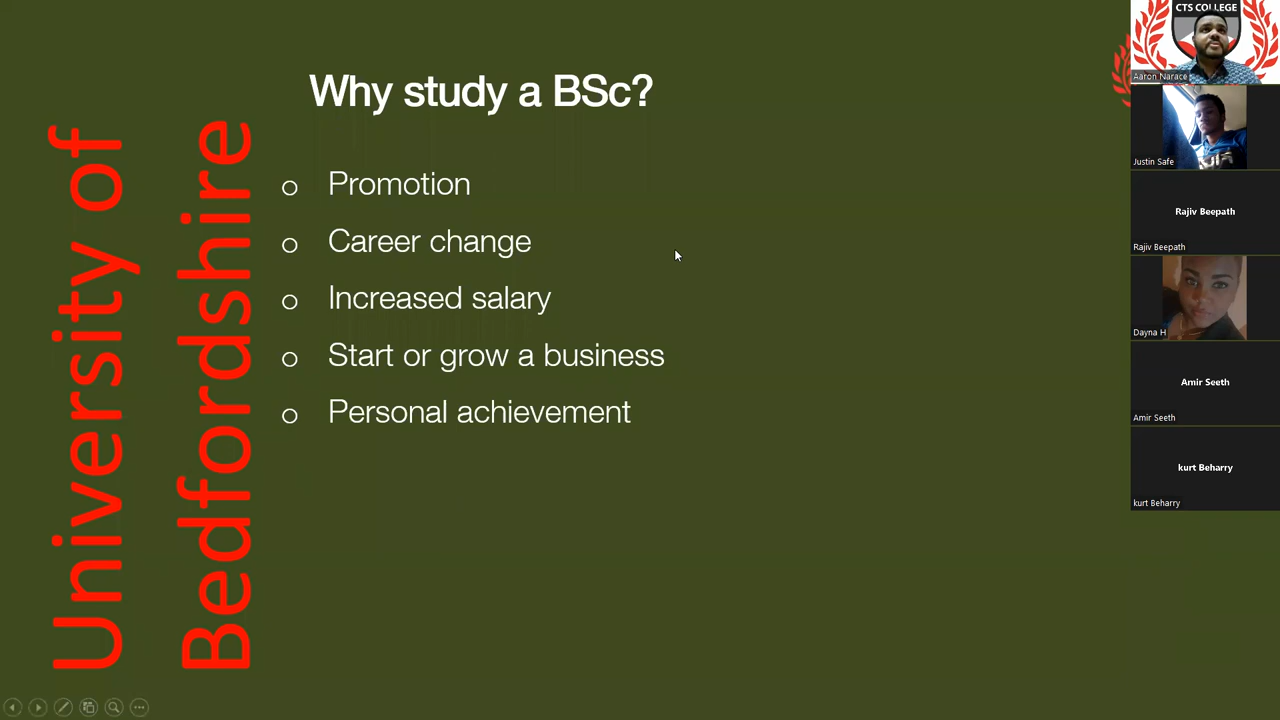 University of
Bedfordshire
Why study a BSc?
Promotion
Career change
Increased salary
Start or grow a business
Personal achievement
CTS COLLEGE
Aaron Narace
Justin Safe
Rajiv Beepath
Rajiv Beepath
Dayna H
Amir Seeth
Amir Seeth
kurt Beharry
kurt Beharry